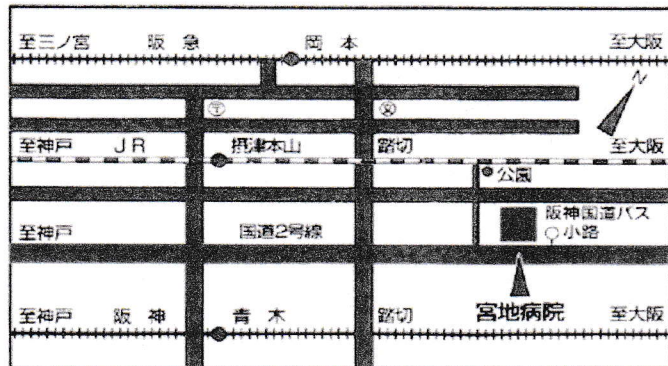 至三ノ宮 阪急 岡本 至大阪
N
〒
至神戸 JR 摂津本山 踏切 至大阪
公園
阪神国道バス
至神戸 国道2号線 小路
宮地病院
至神戸 阪神 青木 踏切 至大阪